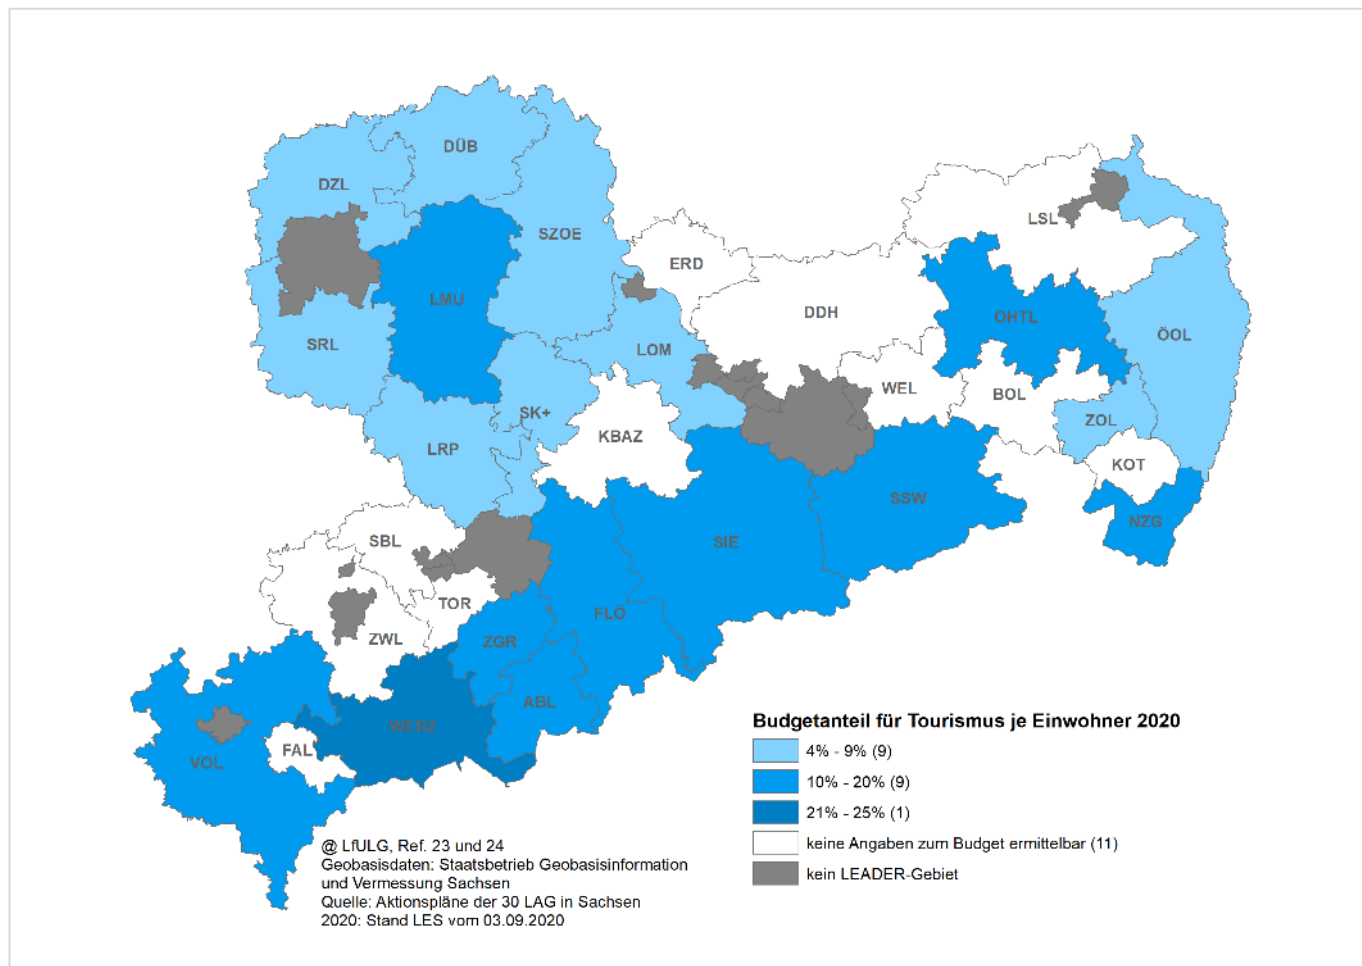 DÜB
DZL
LSL
SZOE
ERD
LMU
DDH
OHTL
ÖOL
SRL
LOM
WEL
BOL
SK+
ZOL
KBAZ
LRP
KOT
SSW
NZG
SIE
SBL
TOR
FLÖ
ZWL
ZGR
ABL
WERZ
FAL
VOL
Budgetanteil für Tourismus je Einwohner 2020
4% - 9% (9)
10% - 20% (9)
21% - 25% (1)
keine Angaben zum Budget ermittelbar (11)
kein LEADER-Gebiet
@ LfULG, Ref. 23 und 24
Geobasisdaten: Staatsbetrieb Geobasisinformation
und Vermessung Sachsen
Quelle: Aktionspläne der 30 LAG in Sachsen
2020: Stand LES vom 03.09.2020